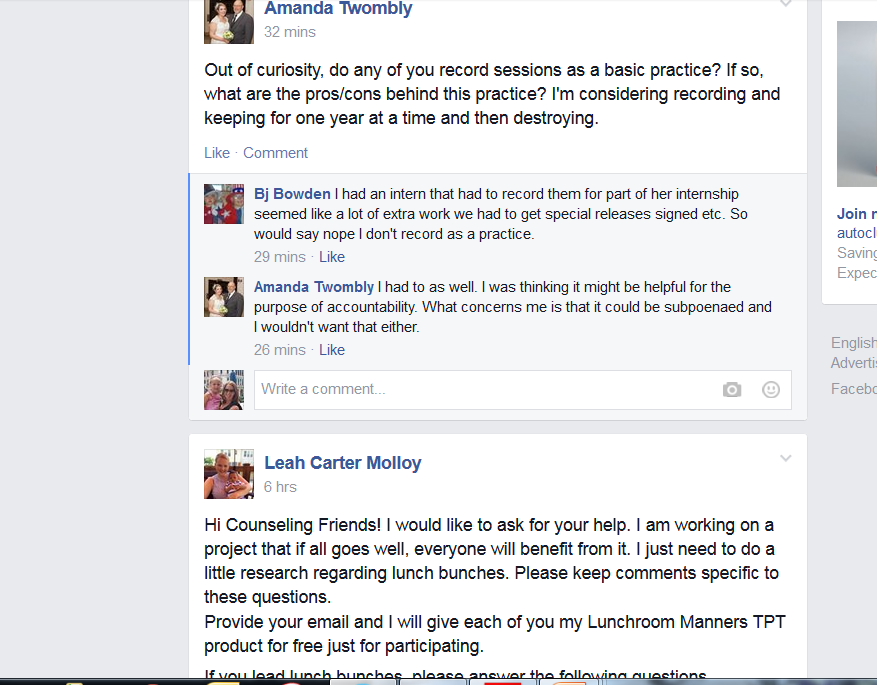 Amanda Twombly
32 mins
Out of curiosity, do any of you record sessions as a basic practice? If so,
what are the pros/cons behind this practice? I'm considering recording and
keeping for one year at a time and then destroying.
Like · Comment
Bj Bowden I had an intern that had to record them for part of her internship
seemed like a lot of extra work we had to get special releases signed etc. So
would say nope I don't record as a practice.
29 mins · Like
Amanda Twombly I had to as well. I was thinking it might be helpful for the
purpose of accountability. What concerns me is that it could be subpoenaed and
I wouldn't want that either.
26 mins · Like
Write a comment...
Leah Carter Molloy
6 hrs
Hi Counseling Friends! I would like to ask for your help. I am working on a
project that if all goes well, everyone will benefit from it. I just need to do a
little research regarding lunch bunches. Please keep comments specific to
these questions.
Provide your email and I will give each of you my Lunchroom Manners TPT
product for free just for participating.
If you lead lunch bunches, please answer the following questions
Join
autocl
Saving
Expec
English
Adverti
Facebo